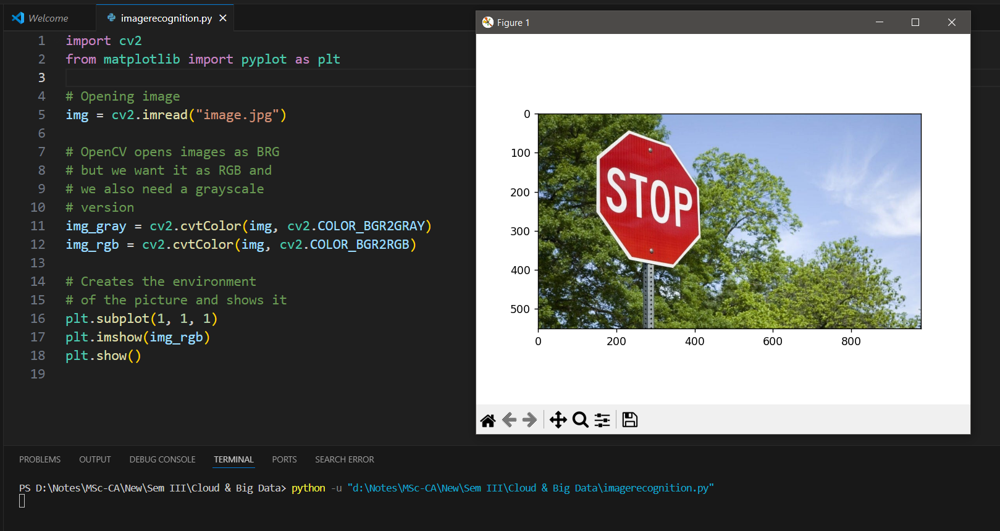 Welcome
imagerecognition.py
1 import cv2
2 from matplotlib import pyplot as plt
3
4 # Opening image
5 img = cv2.imread("image.jpg")
6
7 # OpenCV opens images as BRG
8 # but we want it as RGB and
9 # we also need a grayscale
10 # version
11 img_gray = cv2.cvtColor(img, cv2.COLOR_BGR2GRAY)
12 img_rgb = cv2.cvtColor(img, cv2.COLOR_BGR2RGB)
13
14 # Creates the environment
15 # of the picture and shows it
16 plt.subplot(1, 1, 1)
17 plt.imshow(img_rgb)
18 plt.show()
19
Figure 1
0
100
200
300
400
500
STOP
0 200 400 600 800
PROBLEMS OUTPUT DEBUG CONSOLE TERMINAL PORTS SEARCH ERROR
PS D:\Notes\MSc-CA\New\Sem III\Cloud & Big Data> python -u "d:\Notes\MSc-CA\New\Sem III\Cloud & Big Data\imagerecognition.py"